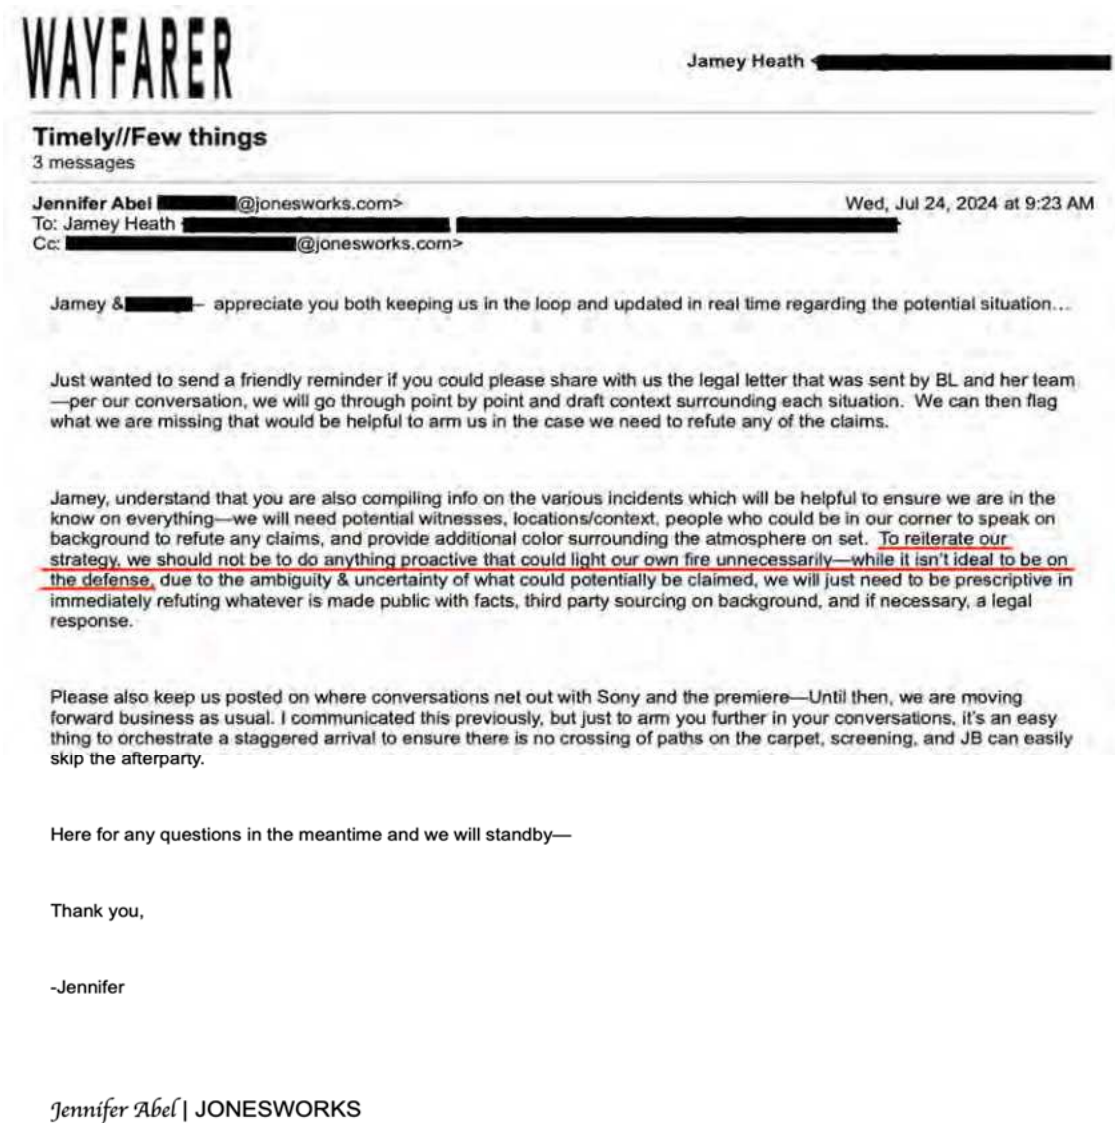 WAYFARER
Jamey Heath <
Timely//Few things
3 messages
Jennifer Abel @jonesworks.com>
Wed, Jul 24, 2024 at 9:23 AM
To: Jamey Heath
Cc: @jonesworks.com>
Jamey & – appreciate you both keeping us in the loop and updated in real time regarding the potential situation…
Just wanted to send a friendly reminder if you could please share with us the legal letter that was sent by BL and her team
—per our conversation, we will go through point by point and draft context surrounding each situation.  We can then flag
what we are missing that would be helpful to arm us in the case we need to refute any of the claims.
Jamey, understand that you are also compiling info on the various incidents which will be helpful to ensure we are in the
know on everything—we will need potential witnesses, locations/context, people who could be in our corner to speak on
background to refute any claims, and provide additional color surrounding the atmosphere on set.  To reiterate our
strategy, we should not be to do anything proactive that could light our own fire unnecessarily—while it isn't ideal to be on
the defense, due to the ambiguity & uncertainty of what could potentially be claimed, we will just need to be prescriptive in
immediately refuting whatever is made public with facts, third party sourcing on background, and if necessary, a legal
response.
Please also keep us posted on where conversations net out with Sony and the premiere—Until then, we are moving
forward business as usual. I communicated this previously, but just to arm you further in your conversations, it's an easy
thing to orchestrate a staggered arrival to ensure there is no crossing of paths on the carpet, screening, and JB can easily
skip the afterparty.
Here for any questions in the meantime and we will standby—
Thank you,
-Jennifer
Jennifer Abel | JONESWORKS